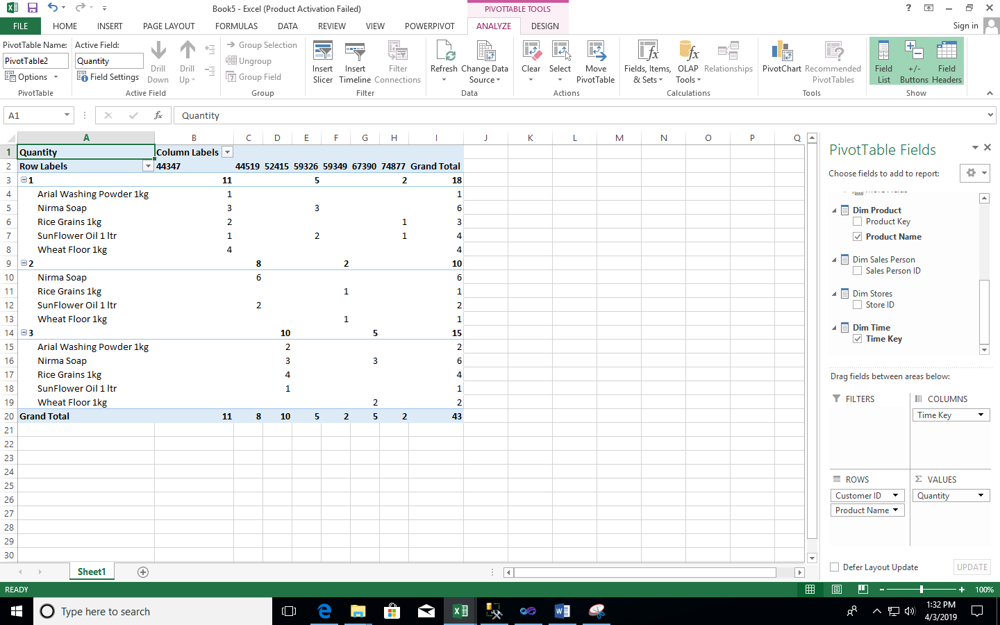 Book5 - Excel (Product Activation Failed)
PIVOTTABLE TOOLS
?
FILE HOME INSERT PAGE LAYOUT FORMULAS DATA REVIEW VIEW POWERPIVOT ANALYZE DESIGN Sign in
PivotTable Name:
PivotTable2
Options
PivotTable
Active Field:
Quantity
Field Settings
Drill Down
Drill Up
Active Field
Group Selection
Ungroup
Group Field
Group
Insert Slicer
Insert Timeline
Filter Connections
Filter
Refresh
Change Data Source
Data
Clear
Select
Move PivotTable
Actions
Fields, Items, & Sets
OLAP Tools
Relationships
Calculations
PivotChart
Recommended PivotTables
Tools
Field List
+/- Buttons
Field Headers
Show
A1 fx Quantity
A B C D E F G H I J K L M N O P Q
1 Quantity Column Labels
2 Row Labels 44347 44519 52415 59326 59349 67390 74877 Grand Total
3 1 11 5 2 18
4 Arial Washing Powder 1kg 1 1
5 Nirma Soap 3 3 6
6 Rice Grains 1kg 2 1 3
7 SunFlower Oil 1 ltr 1 2 1 4
8 Wheat Floor 1kg 4 4
9 2 8 2 10
10 Nirma Soap 6 6
11 Rice Grains 1kg 1 1
12 SunFlower Oil 1 ltr 2 2
13 Wheat Floor 1kg 1 1
14 3 10 5 15
15 Arial Washing Powder 1kg 2 2
16 Nirma Soap 3 3 6
17 Rice Grains 1kg 4 4
18 SunFlower Oil 1 ltr 1 1
19 Wheat Floor 1kg 2 2
20 Grand Total 11 8 10 5 2 5 2 43
21
22
23
24
25
26
27
28
29
30
PivotTable Fields
Choose fields to add to report:
Dim Product
Product Key
Product Name
Dim Sales Person
Sales Person ID
Dim Stores
Store ID
Dim Time
Time Key
Drag fields between areas below:
FILTERS
COLUMNS
Time Key
ROWS
Customer ID
Product Name
Σ VALUES
Quantity
Defer Layout Update UPDATE
Sheet1
READY 100%
Type here to search
1:32 PM
4/3/2019